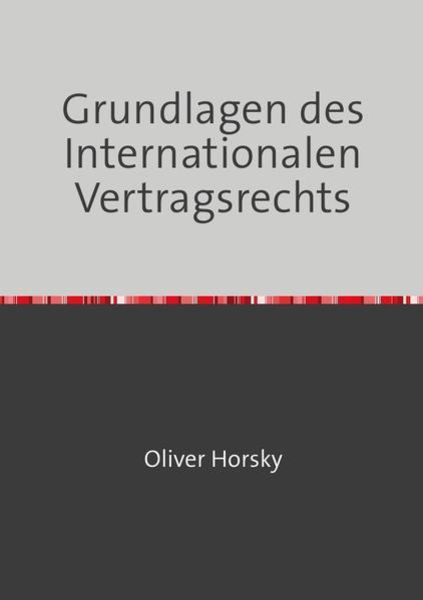 Grundlagen des
Internationalen
Vertragsrechts
Oliver Horsky